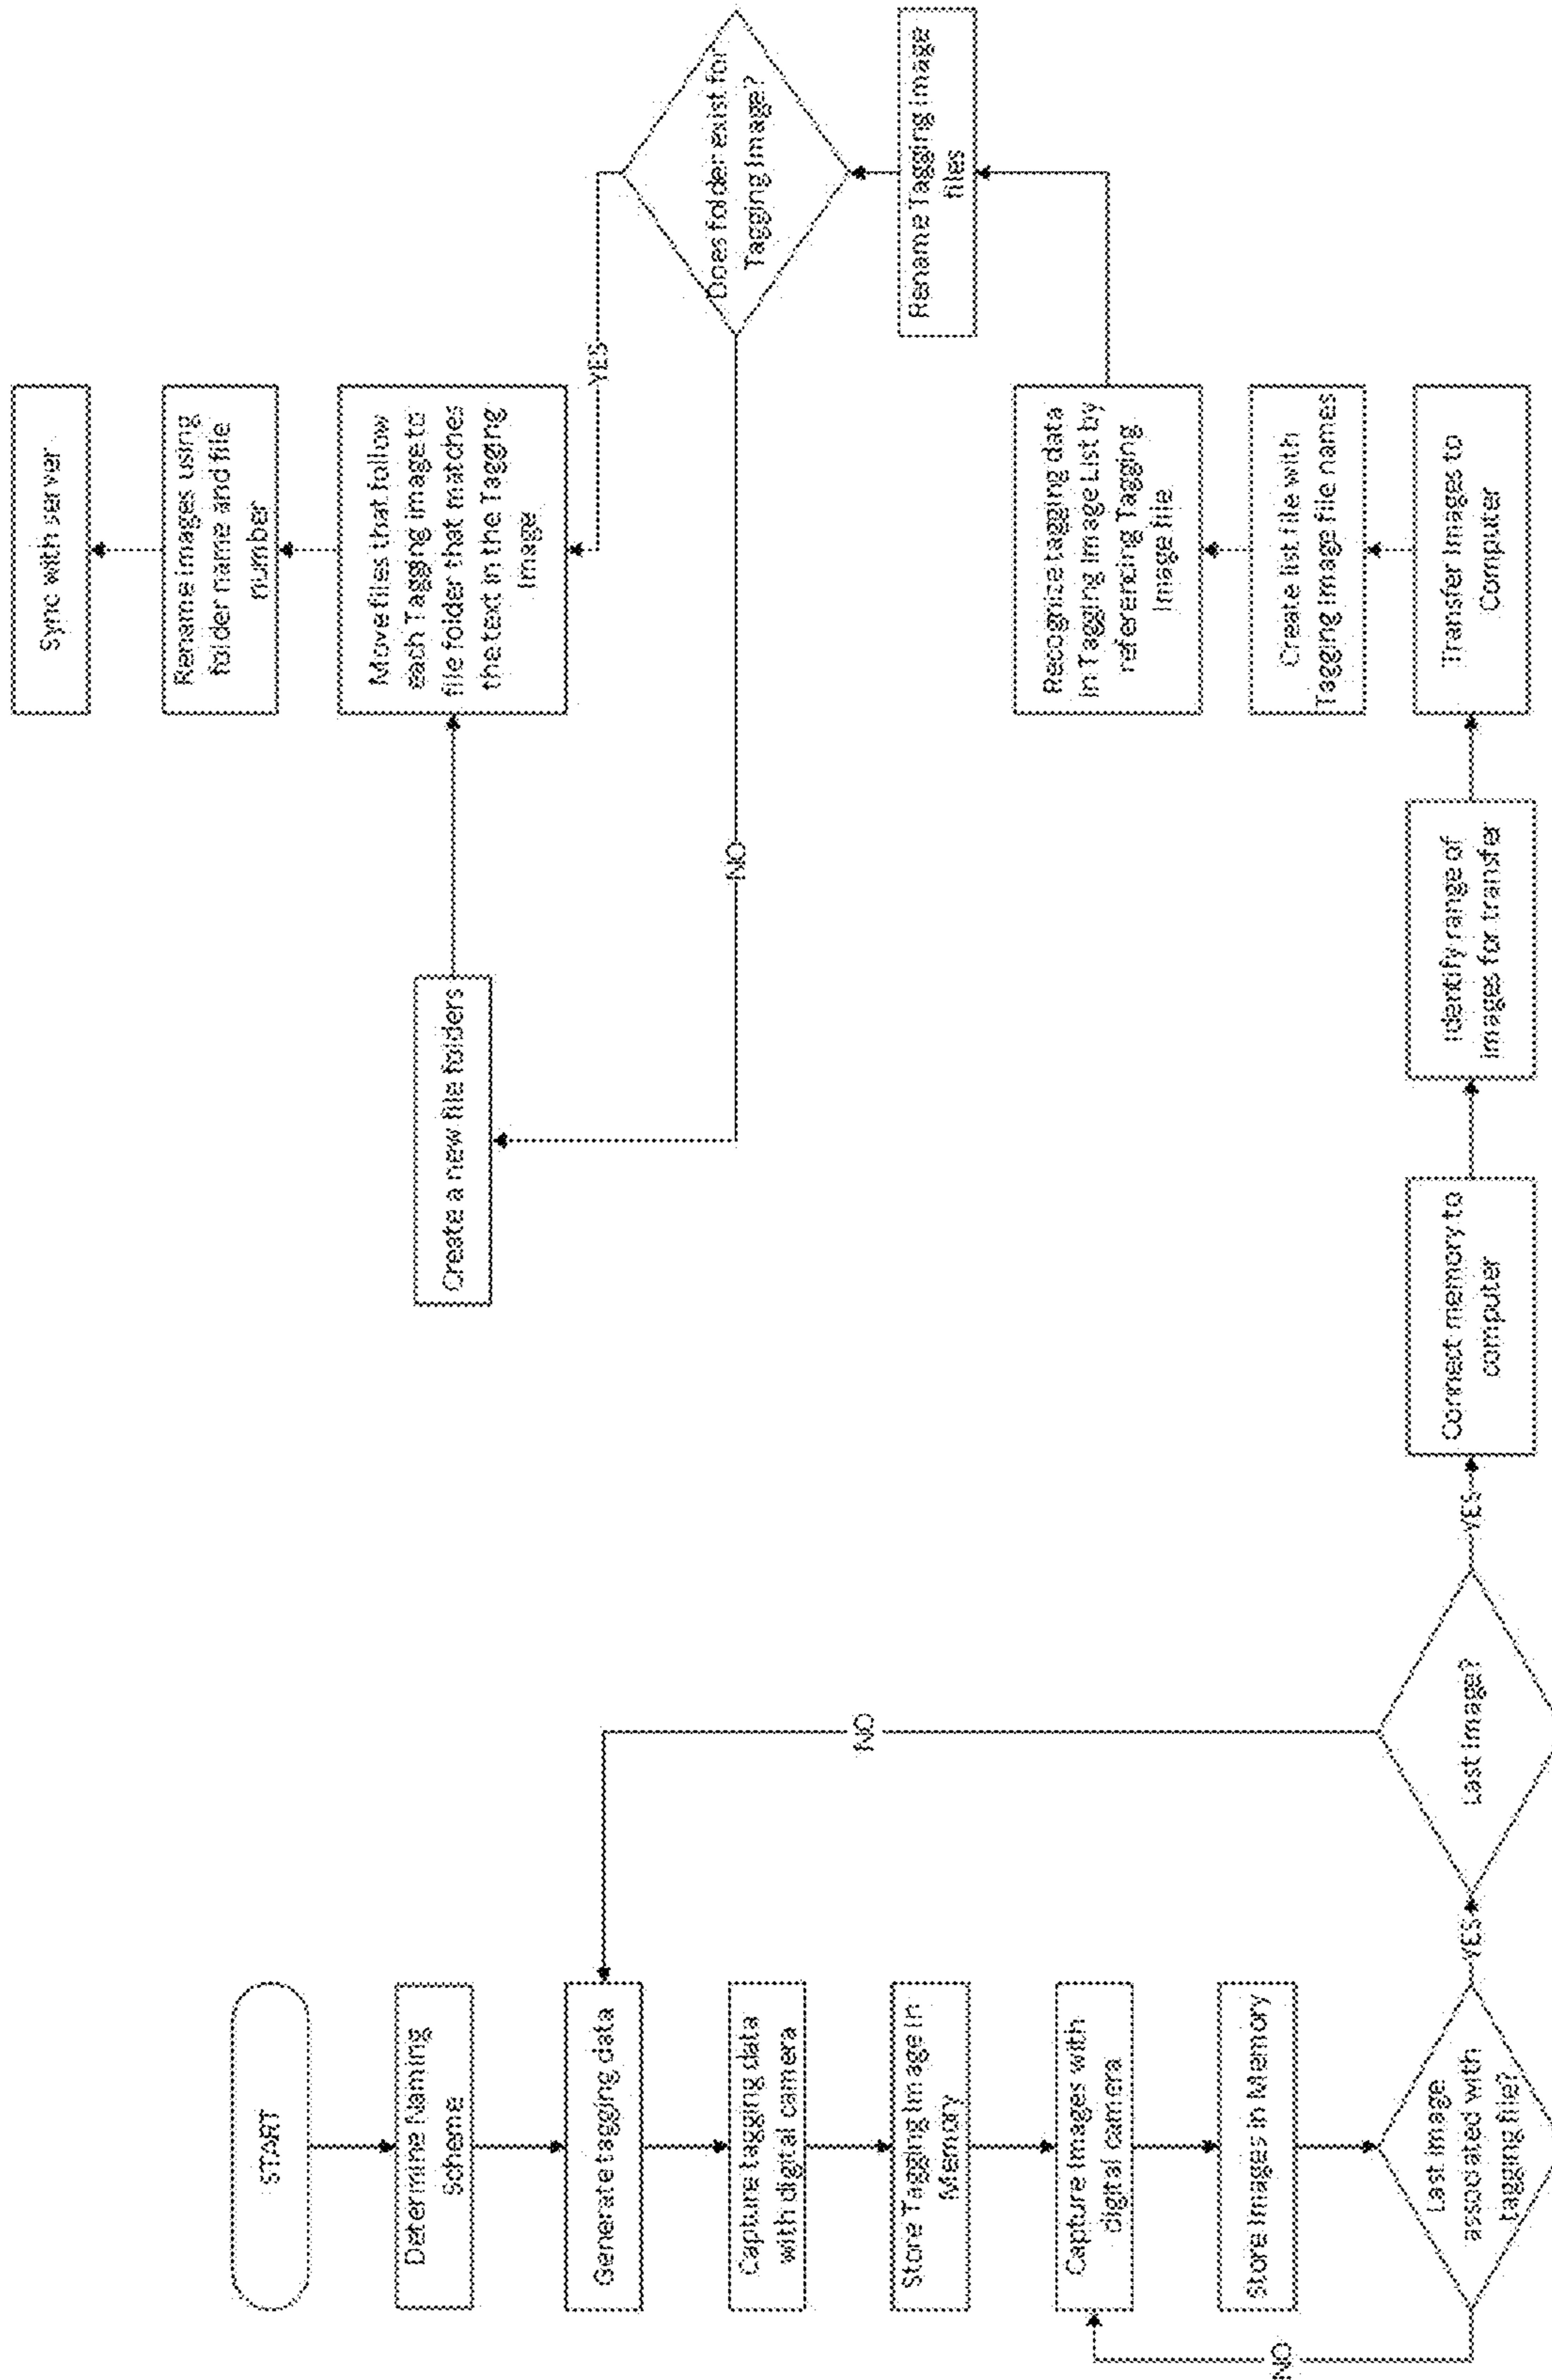 START
Determine Naming
Scheme
Generate tagging data
Capture tagging data
with digital camera
Store Tagging Image in
Memory
Capture Images with
digital camera
Store Images in Memory
Last image
associated with
tagging file?
NO
YES
Last Image?
NO
YES
Connect memory to
computer
Identify range of
images for transfer
Transfer Images to
Computer
Create list file with
Tagging Image file names
Recognize tagging data
in Tagging Image List by
referencing Tagging
Image file
Rename Tagging Image
files
Does folder exist for
Tagging Image?
NO
YES
Create a new file folders
Move files that follow
each Tagging Image to
file folder that matches
the text in the Tagging
Image
Rename images using
folder name and file
number
Sync with server